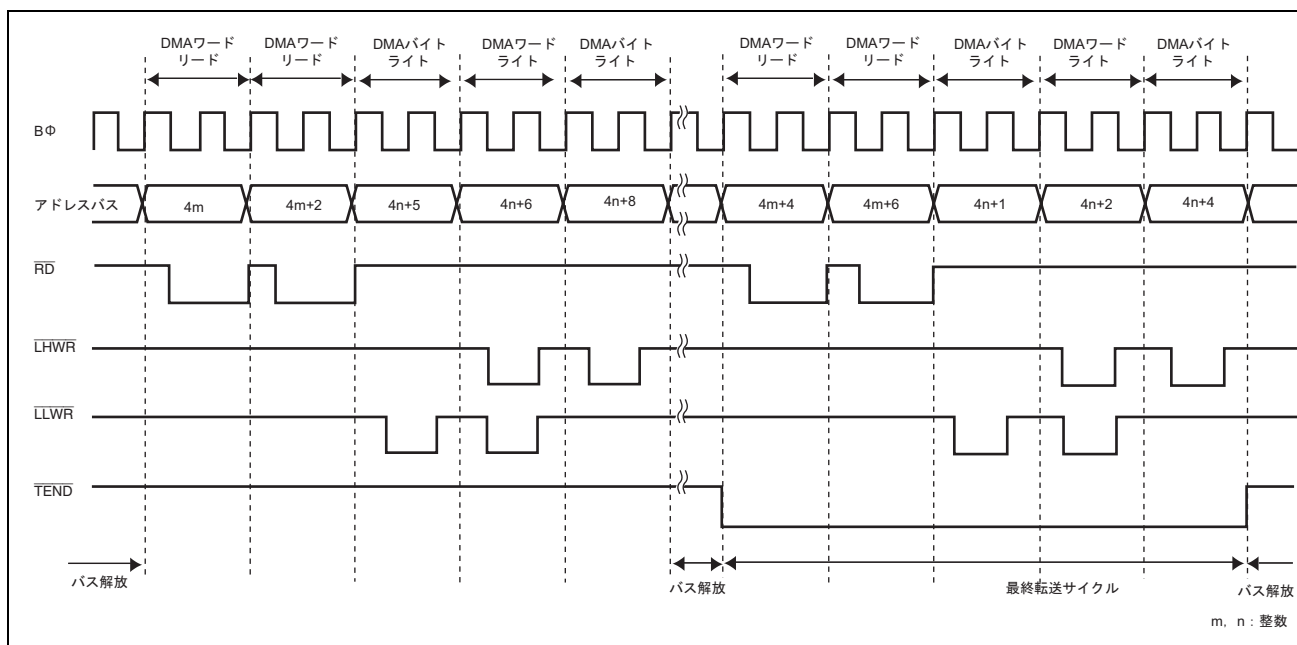 DMAワード DMAワード DMAバイト DMAワード DMAバイト DMAワード DMAワード DMAバイト DMAワード DMAバイト
リード リード ライト ライト ライト リード リード ライト ライト ライト
BΦ
アドレスバス 4m 4m+2 4n+5 4n+6 4n+8 4m+4 4m+6 4n+1 4n+2 4n+4
RD
LHWR
LLWR
TEND
バス解放 バス解放 最終転送サイクル バス解放
m, n : 整数